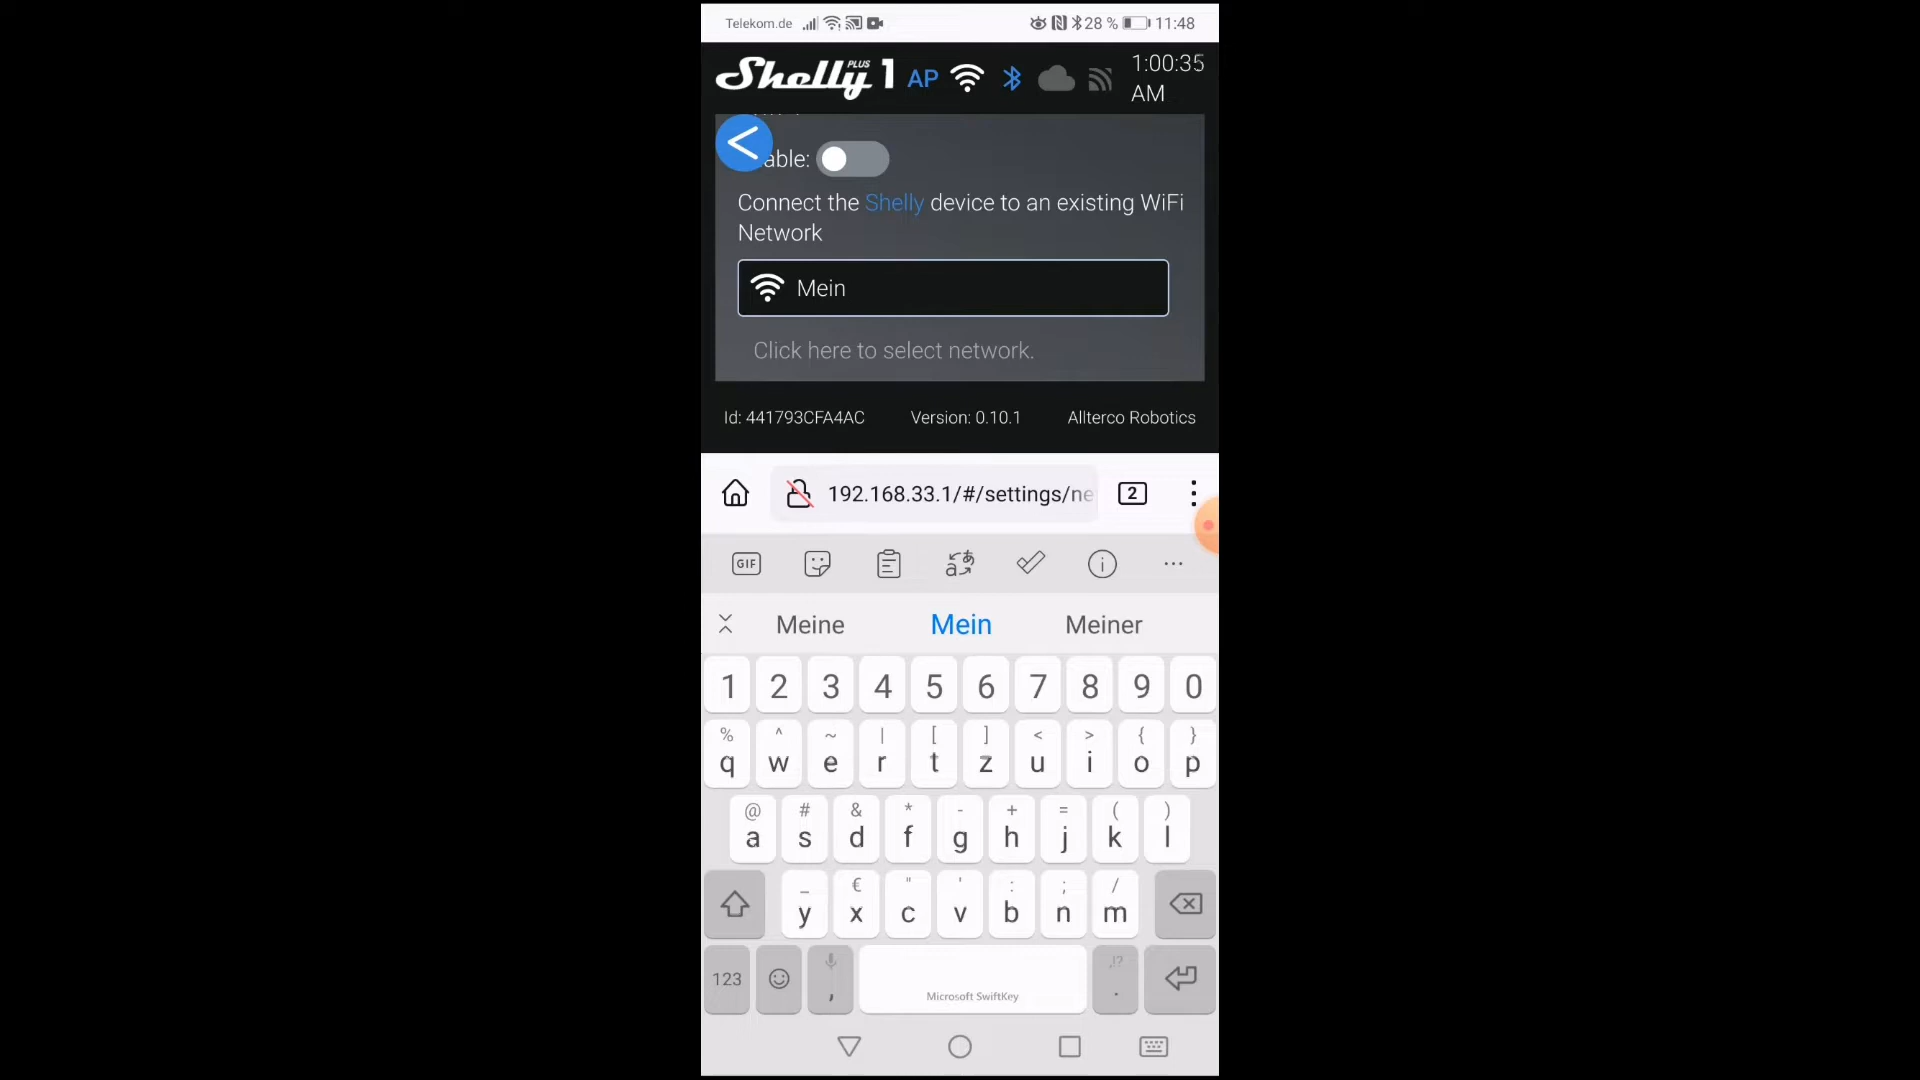 Telekom.de 28 % 11:48
Shelly PLUS 1 AP 1:00:35 AM
able:
Connect the Shelly device to an existing WiFi
Network
Mein
Click here to select network.
Id: 441793CFA4AC Version: 0.10.1 Allterco Robotics
192.168.33.1/#/settings/ne 2
GIF
Meine Mein Meiner
1 2 3 4 5 6 7 8 9 0
% ^ ~ | [ ] < > { }
q w e r t z u i o p
@ # & * - + = ( )
a s d f g h j k l
_ € " ' : ; /
y x c v b n m
123 , Microsoft SwiftKey ,!? .